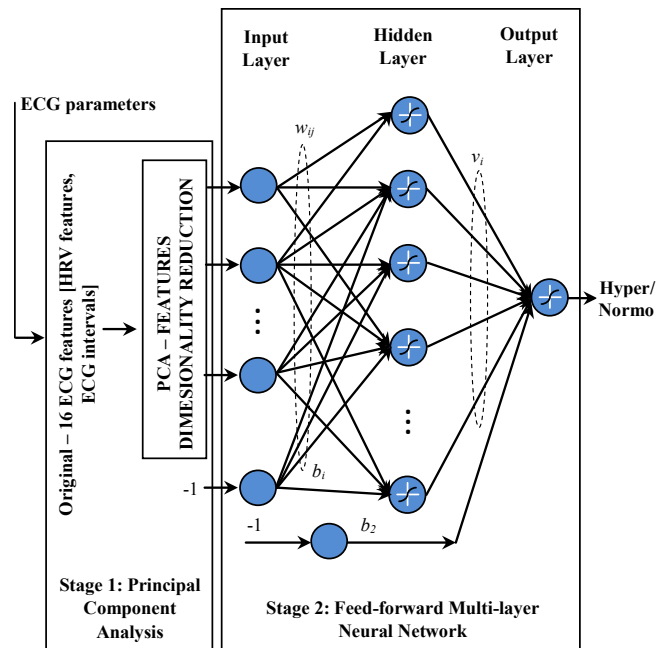 Input
Layer
Hidden
Layer
Output
Layer
ECG parameters
w_ij
v_i
Original – 16 ECG features [HRV features,
ECG intervals]
PCA – FEATURES
DIMESIONALITY REDUCTION
Hyper/
Normo
-1
b_i
-1
b_2
Stage 1: Principal
Component
Analysis
Stage 2: Feed-forward Multi-layer
Neural Network